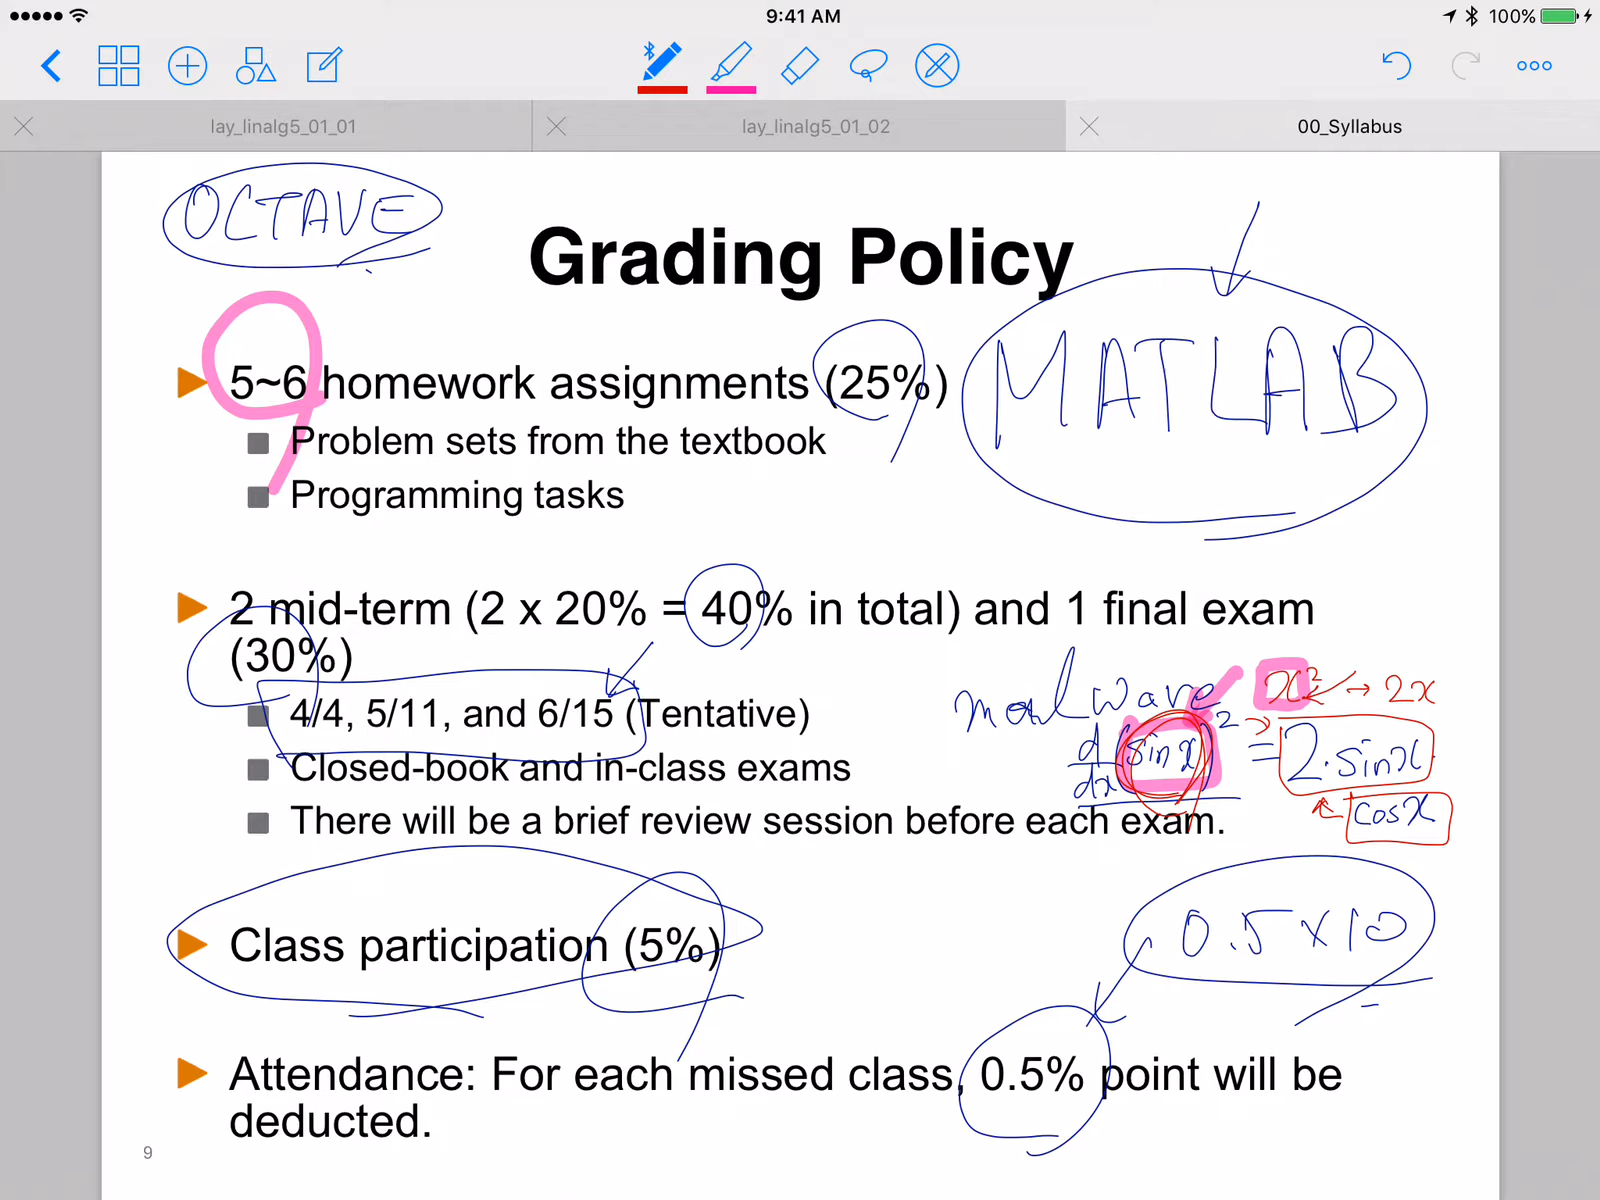 9:41 AM
100%
lay_linalg5_01_01
lay_linalg5_01_02
00_Syllabus
OCTAVE
Grading Policy
MATLAB
5~6 homework assignments (25%)
Problem sets from the textbook
Programming tasks
2 mid-term (2 x 20% = 40% in total) and 1 final exam
(30%)
4/4, 5/11, and 6/15 (Tentative)
wave
x² → 2x
d/dx (sin x)² = 2·sin x
cos x
Closed-book and in-class exams
There will be a brief review session before each exam.
0.5 × 10
Class participation (5%)
Attendance: For each missed class, 0.5% point will be
deducted.
9